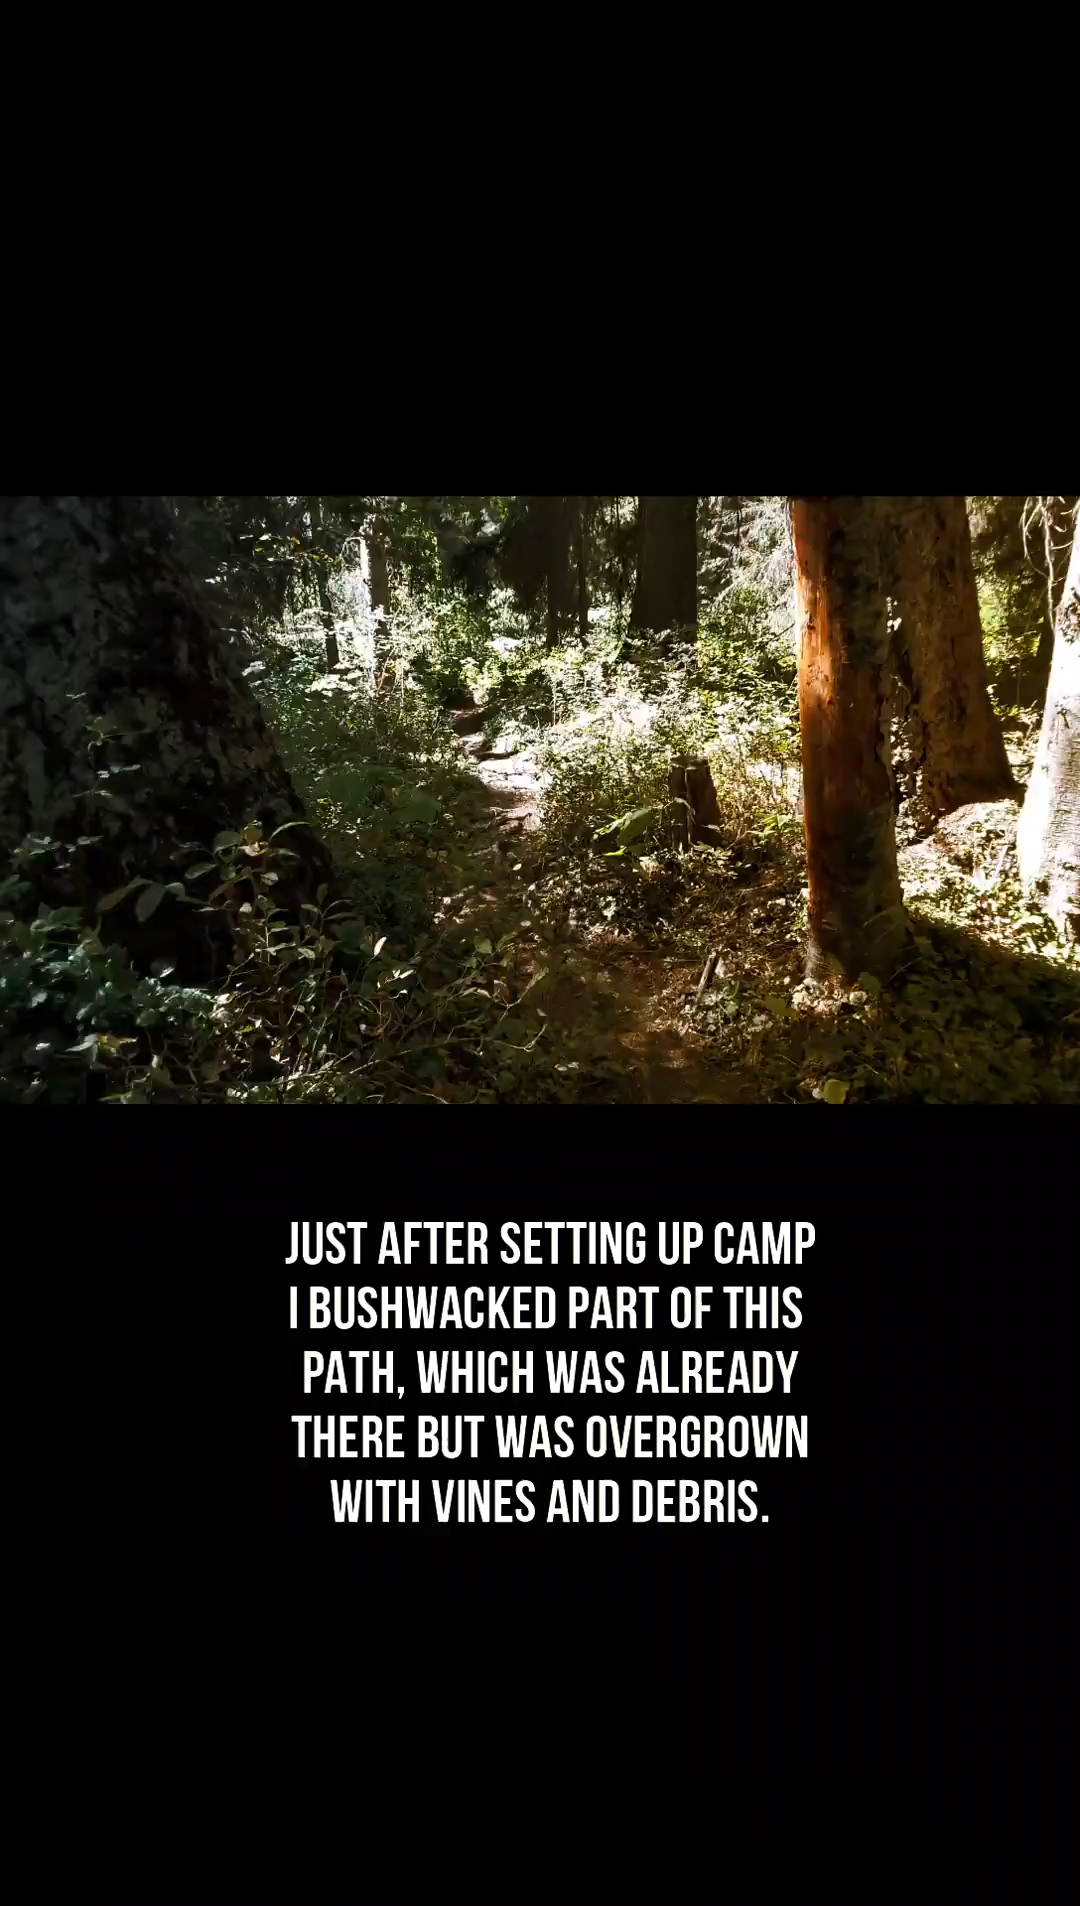 JUST AFTER SETTING UP CAMP
I BUSHWACKED PART OF THIS
PATH, WHICH WAS ALREADY
THERE BUT WAS OVERGROWN
WITH VINES AND DEBRIS.